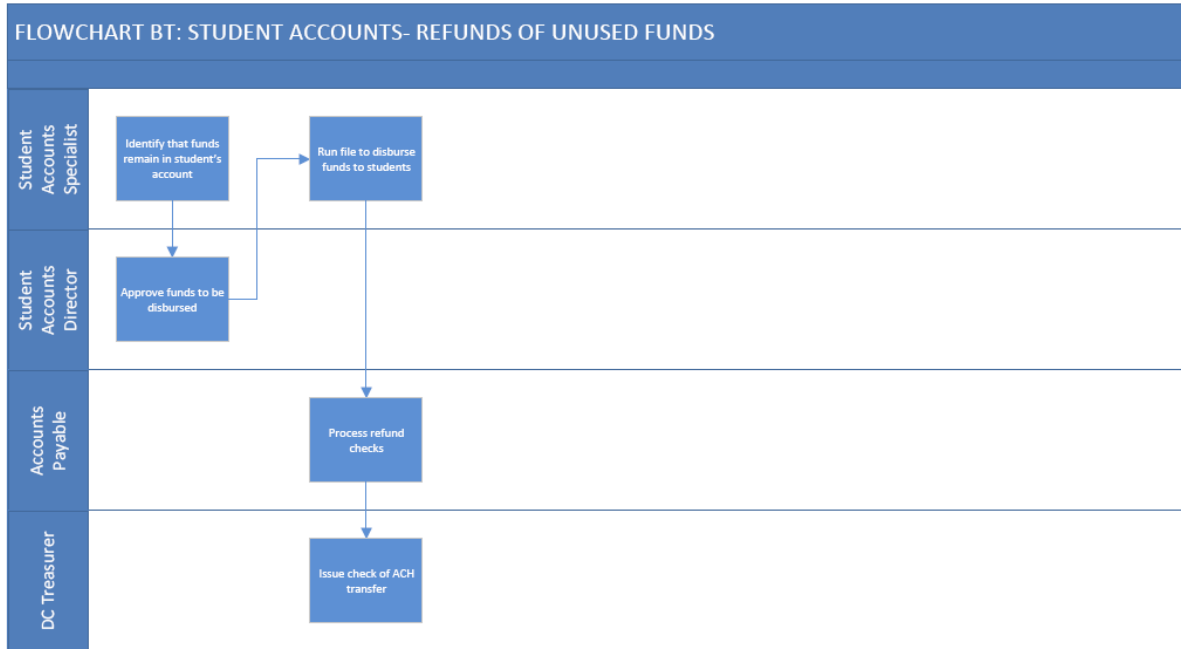 FLOWCHART BT: STUDENT ACCOUNTS- REFUNDS OF UNUSED FUNDS
Student
Accounts
Specialist
Identify that funds
remain in student's
account
Run file to disburse
funds to students
Student
Accounts
Director
Approve funds to be
disbursed
Accounts
Payable
Process refund
checks
DC Treasurer
Issue check of ACH
transfer